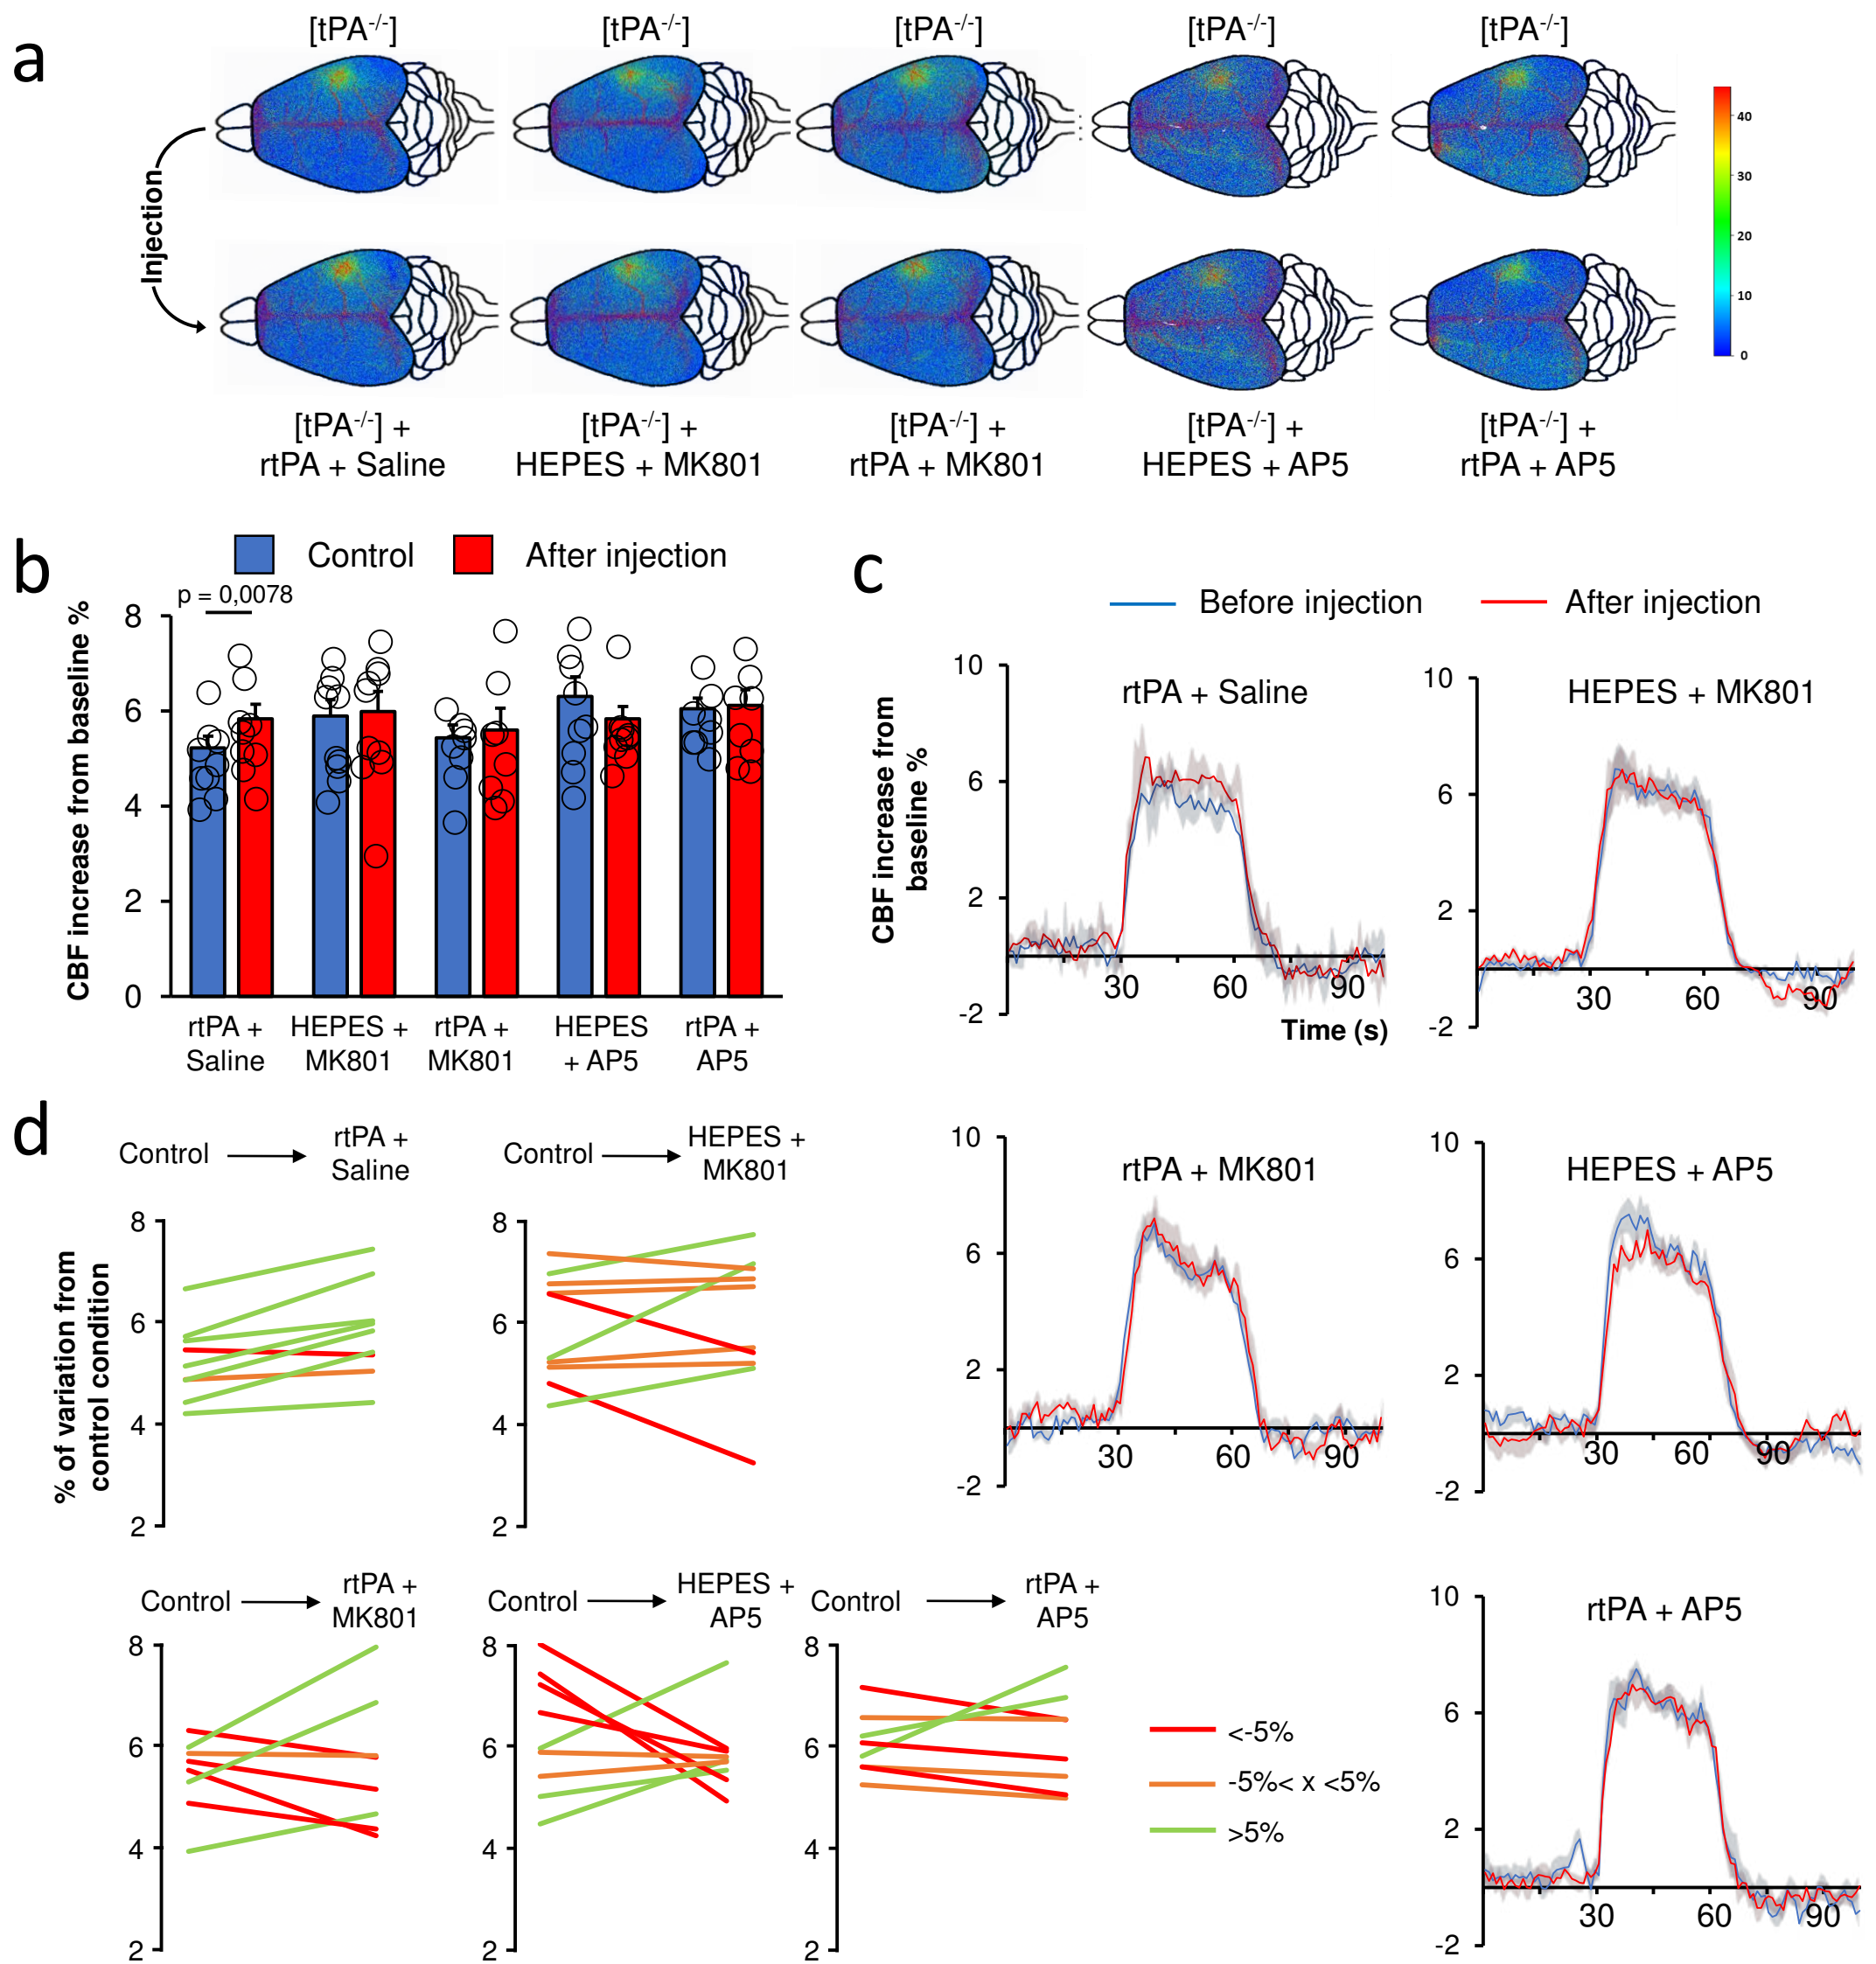 a
[tPA-/-] [tPA-/-] [tPA-/-] [tPA-/-] [tPA-/-]
Injection
40
30
20
10
0
[tPA-/-] + [tPA-/-] + [tPA-/-] + [tPA-/-] + [tPA-/-] +
rtPA + Saline HEPES + MK801 rtPA + MK801 HEPES + AP5 rtPA + AP5
b
Control After injection
p = 0,0078
CBF increase from baseline %
8
6
4
2
0
rtPA + HEPES + rtPA + HEPES rtPA +
Saline MK801 MK801 + AP5 AP5
c
Before injection After injection
CBF increase from
baseline %
rtPA + Saline
10
6
2
-2
30 60 90
Time (s)
HEPES + MK801
10
6
2
-2
30 60 90
rtPA + MK801
10
6
2
-2
30 60 90
HEPES + AP5
10
6
2
-2
30 60 90
rtPA + AP5
10
6
2
-2
30 60 90
d
% of variation from
control condition
Control rtPA +
Saline
8
6
4
2
Control HEPES +
MK801
8
6
4
2
Control rtPA +
MK801
8
6
4
2
Control HEPES +
AP5
8
6
4
2
Control rtPA +
AP5
8
6
4
2
<-5%
-5%< x <5%
>5%